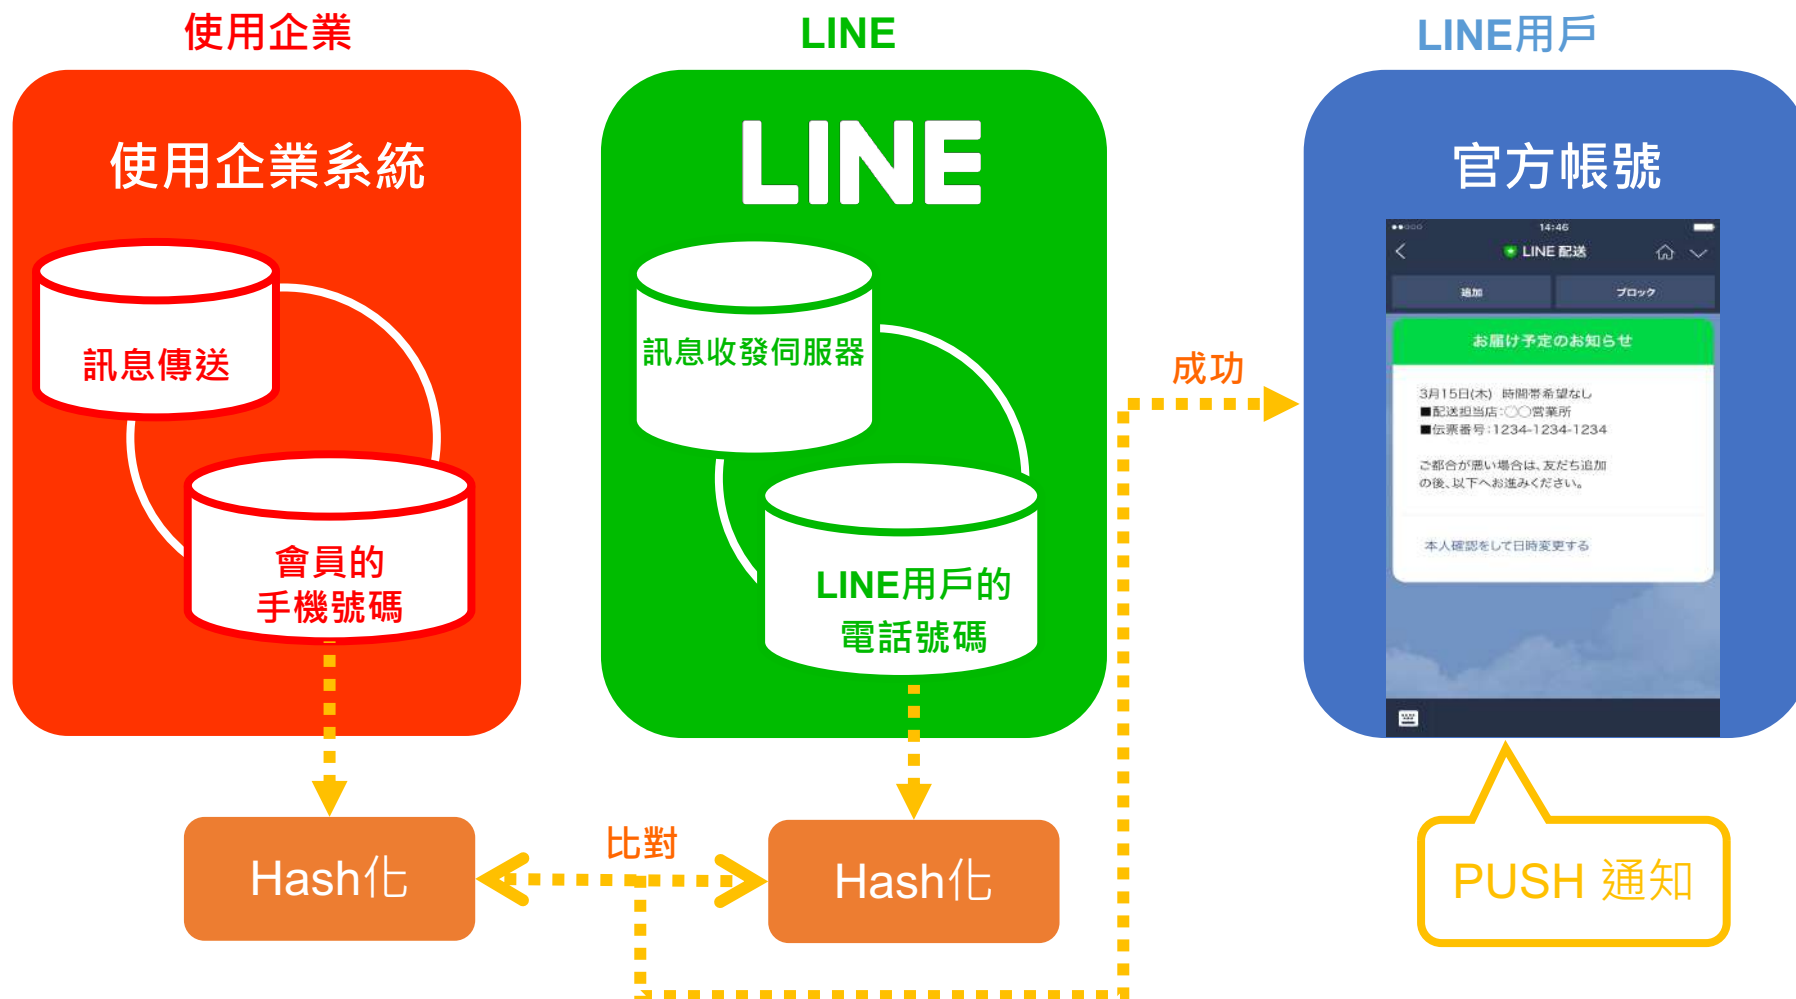 使用企業
使用企業系統
訊息傳送
會員的
手機號碼
Hash化
LINE
LINE
訊息收發伺服器
LINE用戶的
電話號碼
Hash化
比對
成功
LINE用戶
官方帳號
14:46
LINE 配送
追加
ブロック
お届け予定のお知らせ
3月15日(木) 時間帯希望なし
■配送担当店:○○営業所
■伝票番号:1234-1234-1234
ご都合が悪い場合は、友だち追加
の後、以下へお進みください。
本人確認をして日時変更する
PUSH 通知